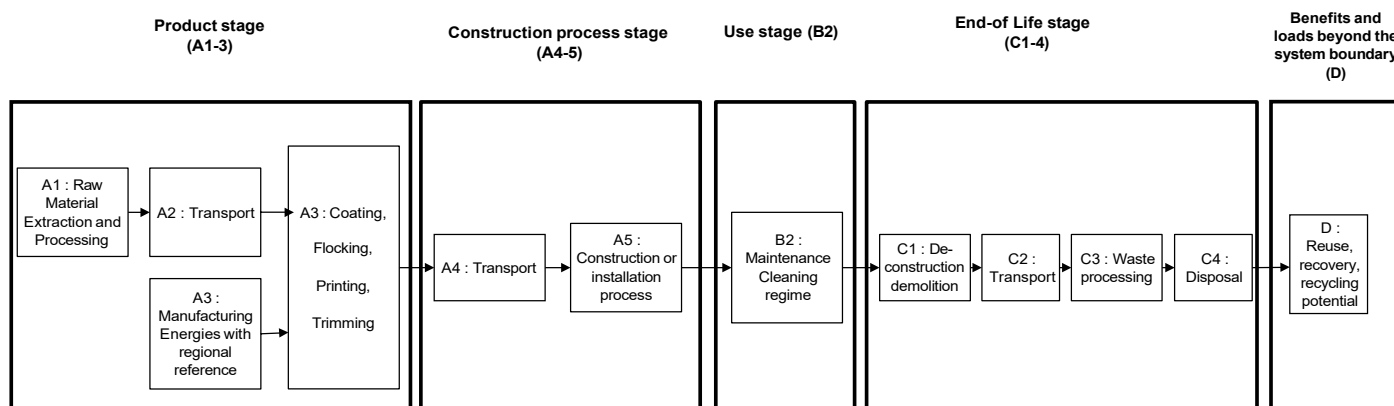 Product stage
(A1-3)
Construction process stage
(A4-5)
Use stage (B2)
End-of Life stage
(C1-4)
Benefits and
loads beyond the
system boundary
(D)
A1 : Raw
Material
Extraction and
Processing
A2 : Transport
A3 :
Manufacturing
Energies with
regional
reference
A3 : Coating,
Flocking,
Printing,
Trimming
A4 : Transport
A5 :
Construction or
installation
process
B2 :
Maintenance
Cleaning
regime
C1 : De-
construction
demolition
C2 :
Transport
C3 : Waste
processing
C4 :
Disposal
D :
Reuse,
recovery,
recycling
potential